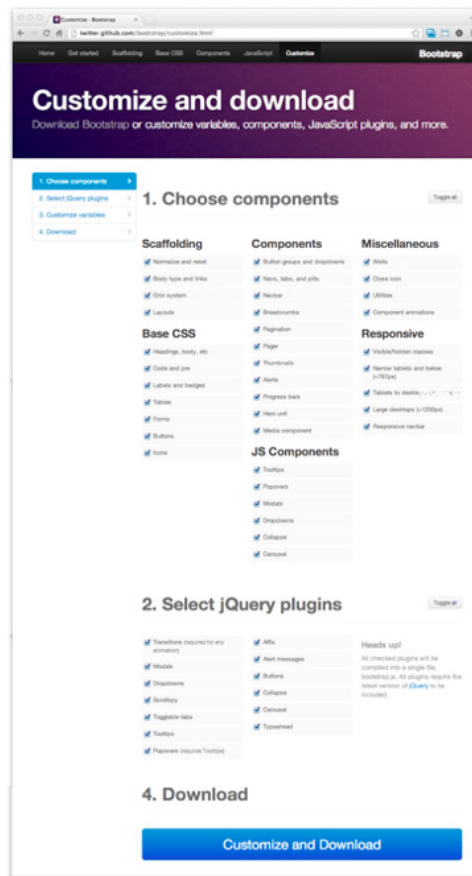 Customize · Bootstrap
twitter.github.com/bootstrap/customize.html
Home Get started Scaffolding Base CSS Components JavaScript Customize Bootstrap
Customize and download
Download Bootstrap or customize variables, components, JavaScript plugins, and more.
1. Choose components
2. Select jQuery plugins
3. Customize variables
4. Download
1. Choose components
Toggle all
Scaffolding
Normalize and reset
Body type and links
Grid system
Layouts
Base CSS
Headings, body, etc
Code and pre
Labels and badges
Tables
Forms
Buttons
Icons
Components
Button groups and dropdowns
Navs, tabs, and pills
Navbar
Breadcrumbs
Pagination
Pager
Thumbnails
Alerts
Progress bars
Hero unit
Media component
JS Components
Tooltips
Popovers
Modals
Dropdowns
Collapse
Carousel
Miscellaneous
Wells
Close icon
Utilities
Component animations
Responsive
Visible/hidden classes
Narrow tablets and below
(<767px)
Tablets to
Large desktops (>1200px)
Responsive navbar
2. Select jQuery plugins
Toggle all
Transitions (required for any
animation)
Modals
Dropdowns
Scrollspy
Togglable tabs
Tooltips
Popovers (requires Tooltips)
Affix
Alert messages
Buttons
Collapse
Carousel
Typeahead
Heads up!
All checked plugins will be
compiled into a single file,
bootstrap.js. All plugins require the
latest version of jQuery to be
included.
4. Download
Customize and Download